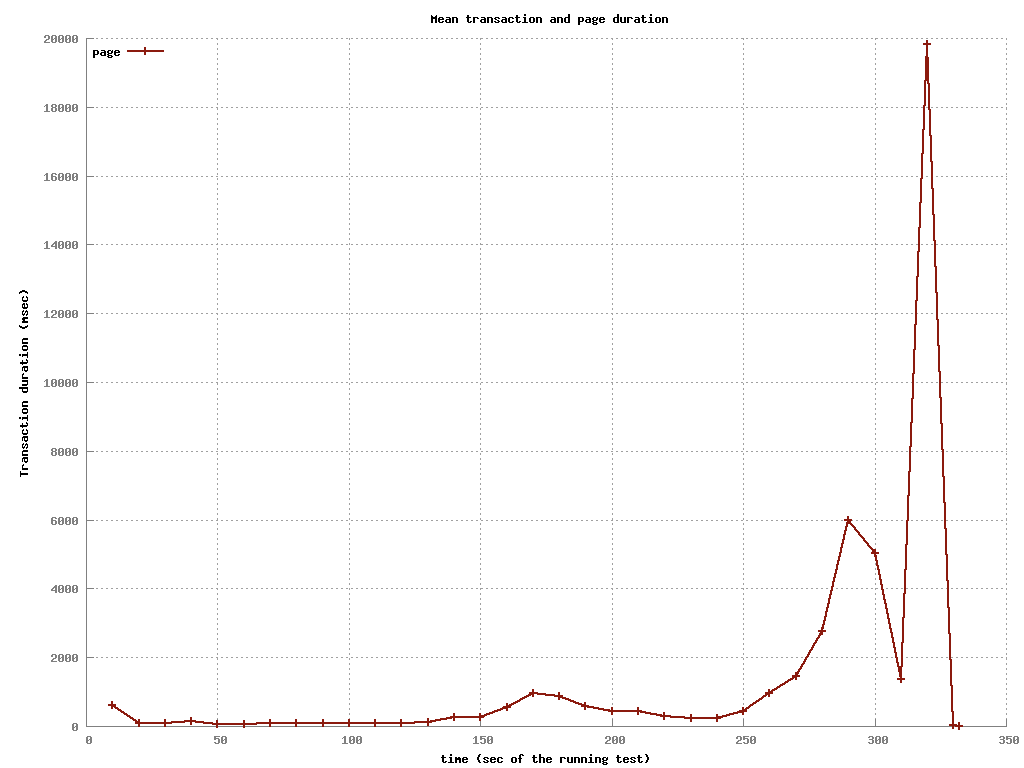 Mean transaction and page duration
page
Transaction duration (msec)
20000
18000
16000
14000
12000
10000
8000
6000
4000
2000
0
0 50 100 150 200 250 300 350
time (sec of the running test)